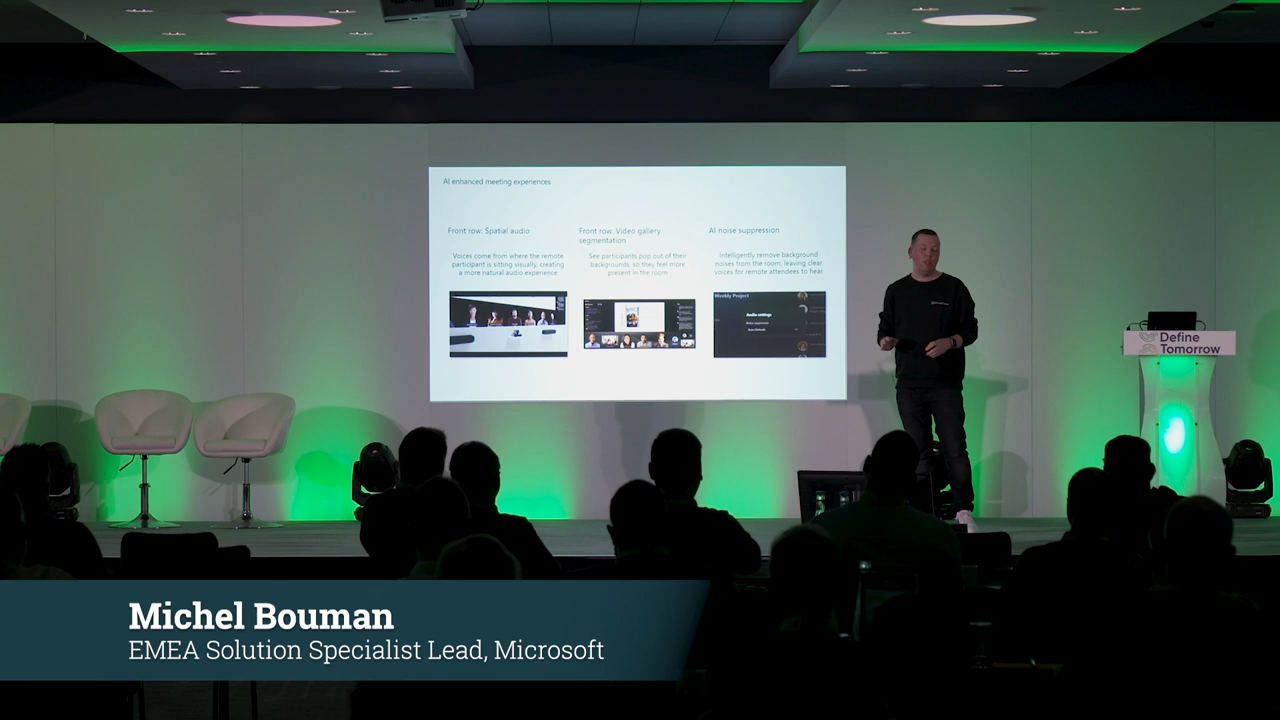 AI enhanced meeting experiences
Front row: Spatial audio
Voices come from where the remote
participant is sitting visually, creating
a more natural audio experience
Front row: Video gallery
segmentation
See participants pop out of their
backgrounds, so they feel more
present in the room
AI noise suppression
Intelligently remove background
noises from the room, leaving clear
voices for remote attendees to hear
Weekly Project
Audio settings
Noise suppression
Define
Tomorrow
Michel Bouman
EMEA Solution Specialist Lead, Microsoft